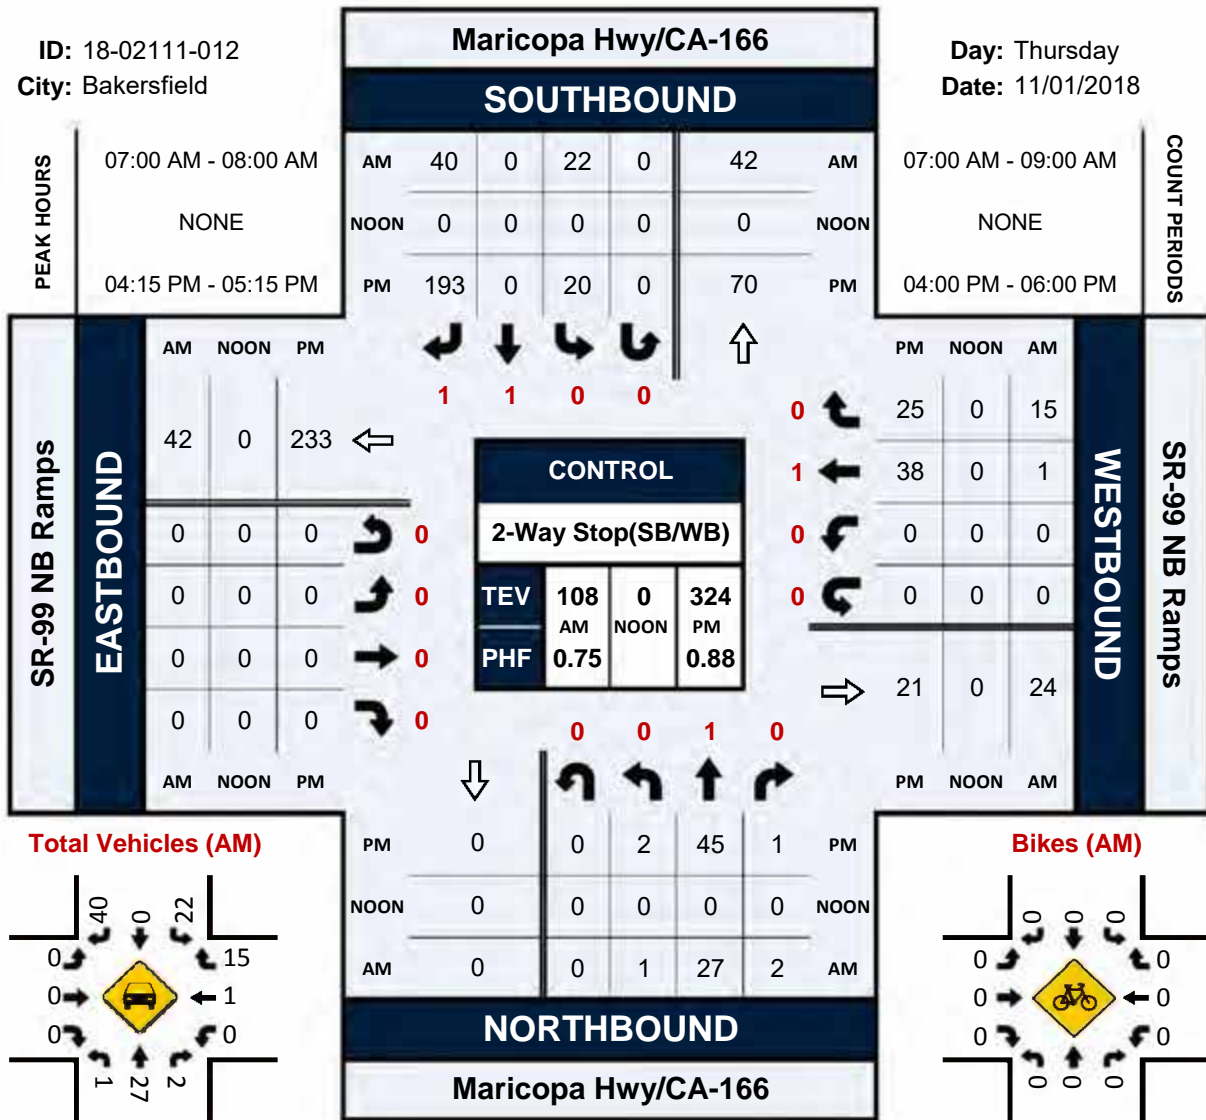 Maricopa Hwy/CA-166
ID: 18-02111-012
City: Bakersfield
Day: Thursday
Date: 11/01/2018
SOUTHBOUND
PEAK HOURS
07:00 AM - 08:00 AM
NONE
04:15 PM - 05:15 PM
AM 40 0 22 0 42 AM
NOON 0 0 0 0 0 NOON
PM 193 0 20 0 70 PM
07:00 AM - 09:00 AM
NONE
04:00 PM - 06:00 PM
COUNT PERIODS
1 1 0 0
SR-99 NB Ramps
EASTBOUND
AM NOON PM
42 0 233
0 0 0 0
0 0 0 0
0 0 0 0
0 0 0 0
AM NOON PM
CONTROL
2-Way Stop(SB/WB)
TEV 108 0 324
AM NOON PM
PHF 0.75 0.88
PM NOON AM
0 25 0 15
1 38 0 1
0 0 0 0
0 0 0 0
21 0 24
PM NOON AM
WESTBOUND
SR-99 NB Ramps
0 0 1 0
PM 0 0 2 45 1 PM
NOON 0 0 0 0 0 NOON
AM 0 0 1 27 2 AM
NORTHBOUND
Maricopa Hwy/CA-166
Total Vehicles (AM)
40 0 22
0 15
0 1
0 0
1 27 2
Bikes (AM)
0 0 0
0 0
0 0
0 0
0 0 0